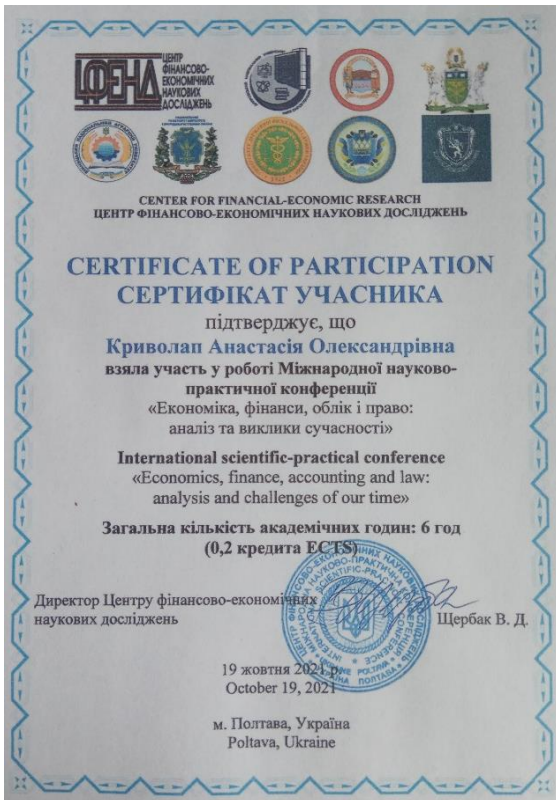 ЦФЕНД
ЦЕНТР
ФІНАНСОВО-
ЕКОНОМІЧНИХ
НАУКОВИХ
ДОСЛІДЖЕНЬ
CENTER FOR FINANCIAL-ECONOMIC RESEARCH
ЦЕНТР ФІНАНСОВО-ЕКОНОМІЧНИХ НАУКОВИХ ДОСЛІДЖЕНЬ
CERTIFICATE OF PARTICIPATION
СЕРТИФІКАТ УЧАСНИКА
підтверджує, що
Криволап Анастасія Олександрівна
взяла участь у роботі Міжнародної науково-
практичної конференції
«Економіка, фінанси, облік і право:
аналіз та виклики сучасності»
International scientific-practical conference
«Economics, finance, accounting and law:
analysis and challenges of our time»
Загальна кількість академічних годин: 6 год
(0,2 кредита ECTS)
Директор Центру фінансово-економічних
наукових досліджень
Щербак В. Д.
19 жовтня 2021 р.
October 19, 2021
м. Полтава, Україна
Poltava, Ukraine